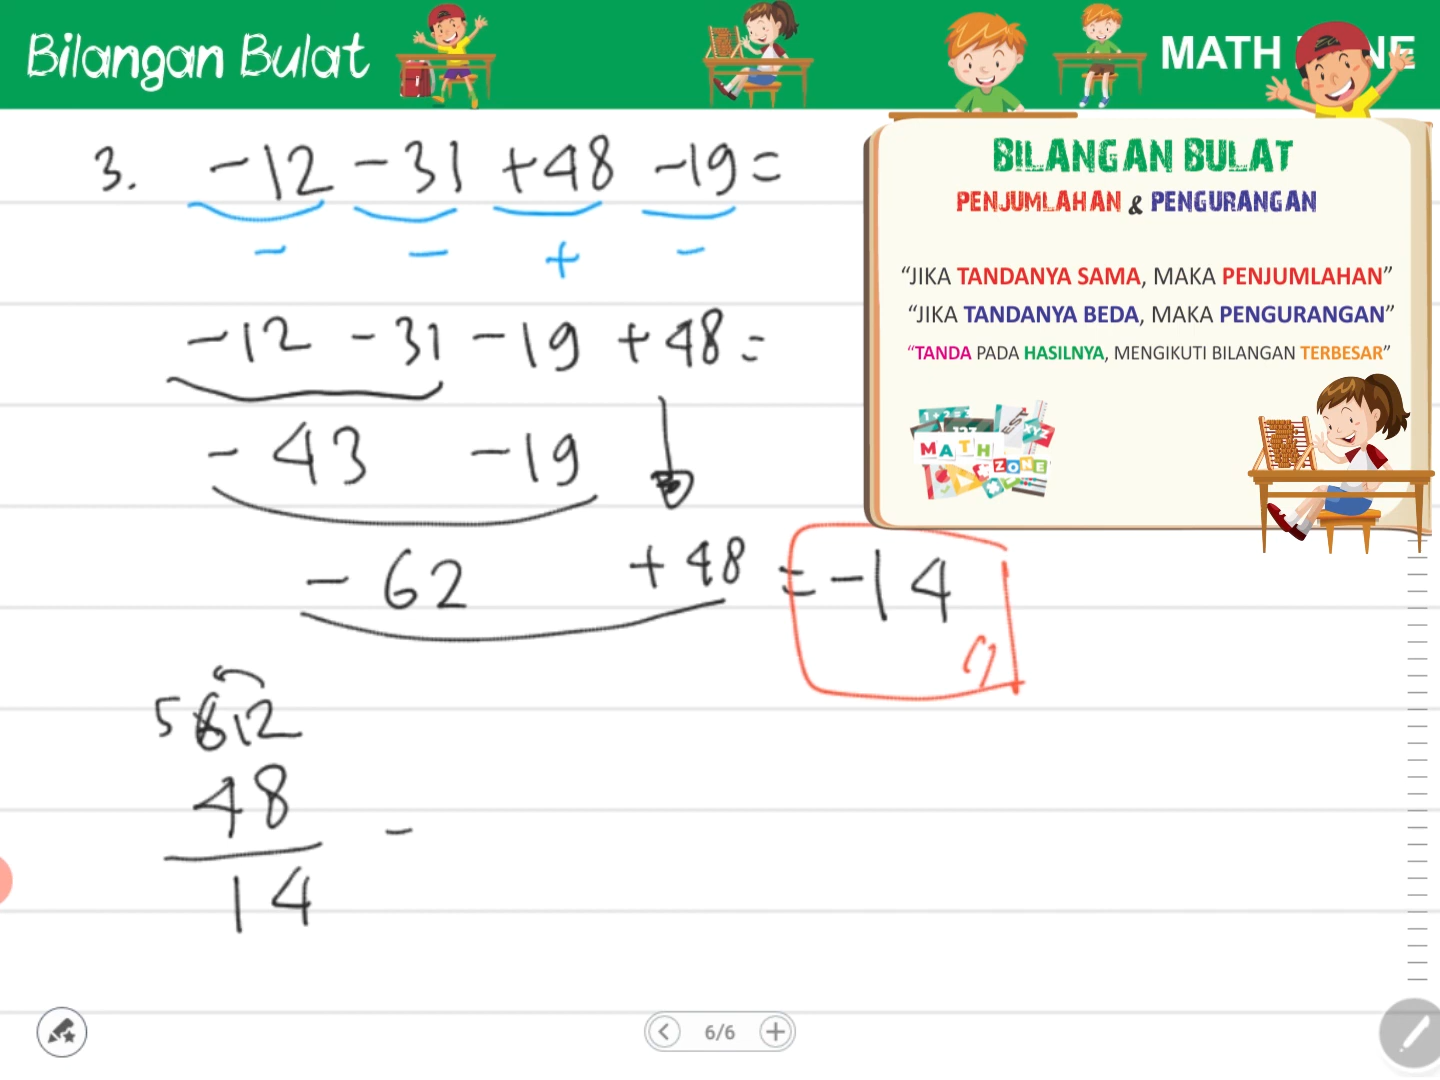 Bilangan Bulat
MATH
NE
3. -12 -31 +48 -19 =
- - + -
-12 -31 -19 +48 =
-43 -19
-62 +48 = -14
5 6 12
48
-
14
BILANGAN BULAT
PENJUMLAHAN & PENGURANGAN
“JIKA TANDANYA SAMA, MAKA PENJUMLAHAN”
“JIKA TANDANYA BEDA, MAKA PENGURANGAN”
“TANDA PADA HASILNYA, MENGIKUTI BILANGAN TERBESAR”
MATH
ZONE
6/6